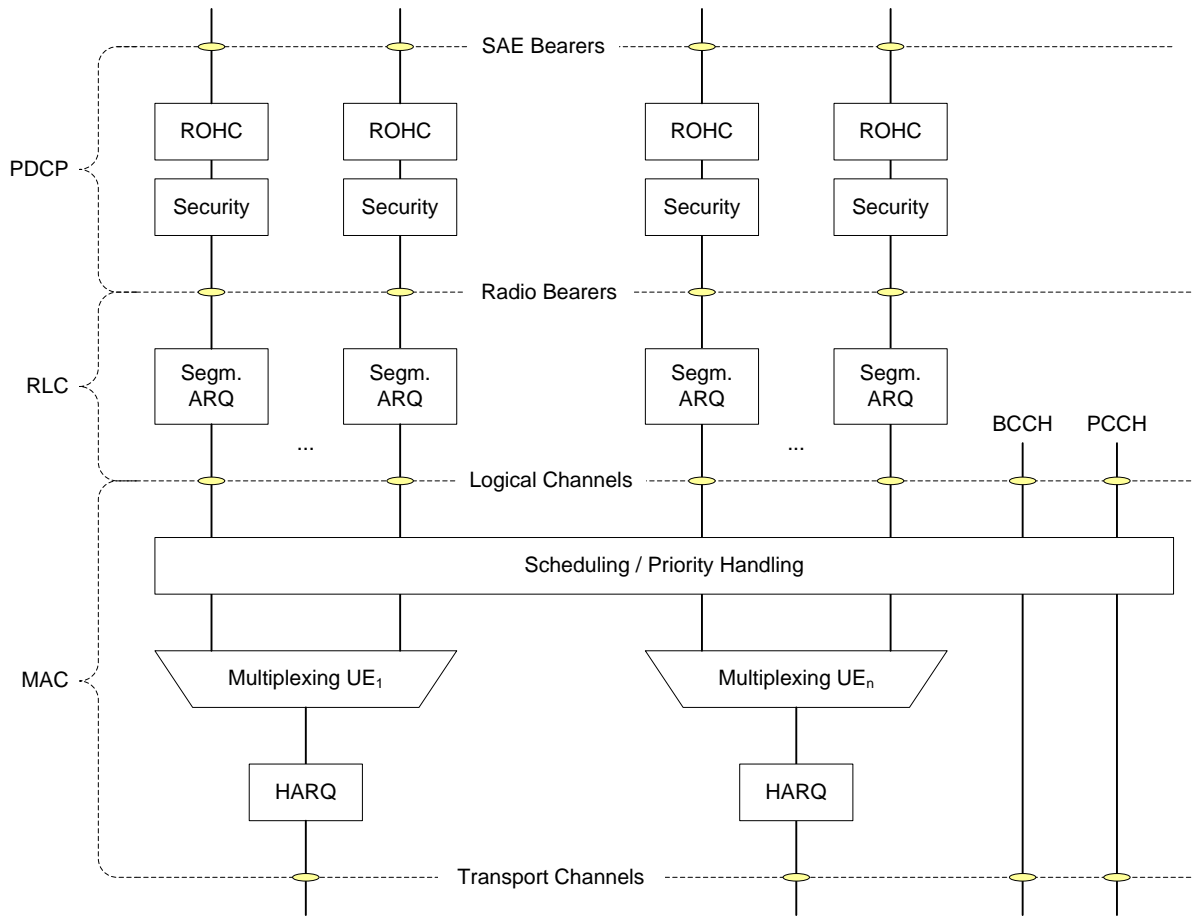 SAE Bearers
ROHC
ROHC
ROHC
ROHC
PDCP
Security
Security
Security
Security
Radio Bearers
Segm.
ARQ
Segm.
ARQ
Segm.
ARQ
Segm.
ARQ
RLC
BCCH
PCCH
...
...
Logical Channels
Scheduling / Priority Handling
MAC
Multiplexing UE₁
Multiplexing UEₙ
HARQ
HARQ
Transport Channels